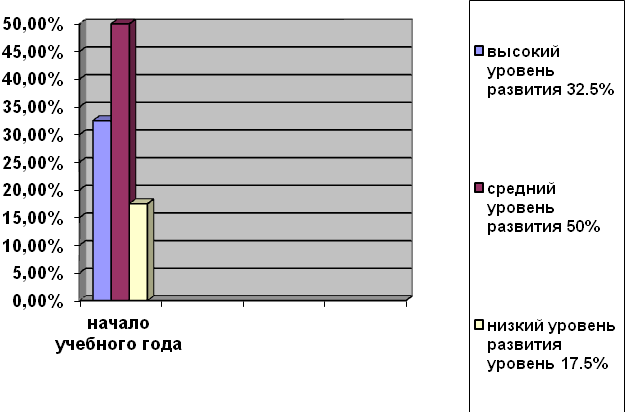 50,00%
45,00%
40,00%
35,00%
30,00%
25,00%
20,00%
15,00%
10,00%
5,00%
0,00%
начало
учебного года
высокий
уровень
развития 32.5%
средний
уровень
развития 50%
низкий уровень
развития
уровень 17.5%